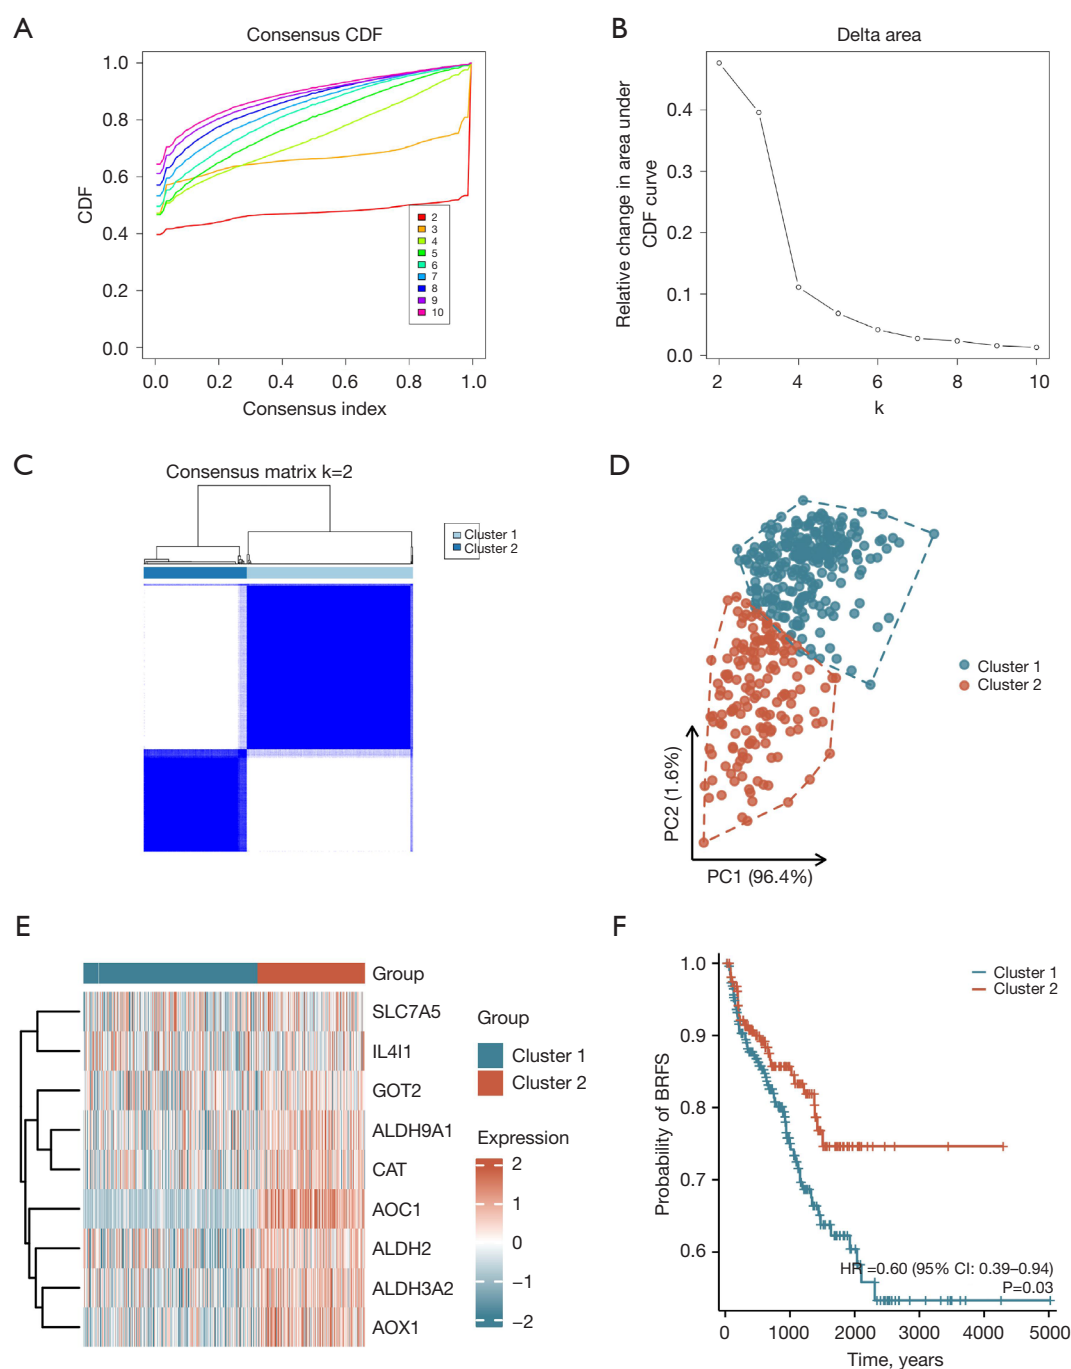 A
Consensus CDF
1.0
0.8
0.6
0.4
0.2
0.0
CDF
2
3
4
5
6
7
8
9
10
0.0 0.2 0.4 0.6 0.8 1.0
Consensus index
B
Delta area
Relative change in area under
CDF curve
0.4
0.3
0.2
0.1
0.0
2 4 6 8 10
k
C
Consensus matrix k=2
Cluster 1
Cluster 2
D
Cluster 1
Cluster 2
PC2 (1.6%)
PC1 (96.4%)
E
Group
SLC7A5
IL4I1
GOT2
ALDH9A1
CAT
AOC1
ALDH2
ALDH3A2
AOX1
Group
Cluster 1
Cluster 2
Expression
2
1
0
−1
−2
F
Cluster 1
Cluster 2
1.0
0.9
0.8
0.7
0.6
Probability of BRFS
HR =0.60 (95% CI: 0.39–0.94)
P=0.03
0 1000 2000 3000 4000 5000
Time, years